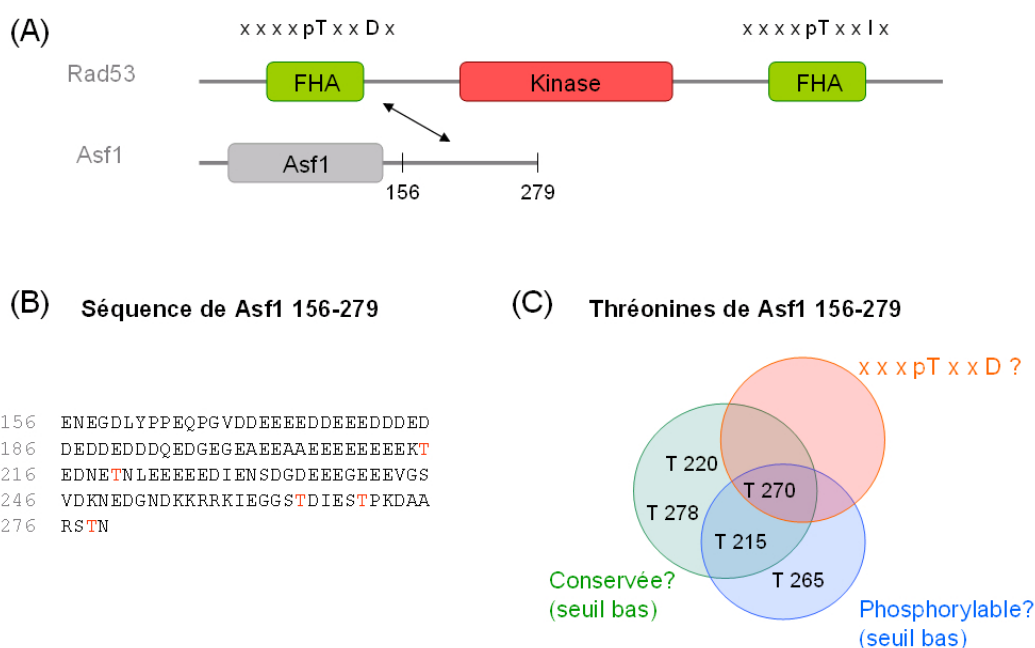 (A)
x x x x pT x x D x
x x x x pT x x I x
Rad53
FHA
Kinase
FHA
Asf1
Asf1
156
279
(B) Séquence de Asf1 156-279
156 ENEGDLYPPEQPGVDDEEEEDDEEEDDDED
186 DEDDEDDDQEDGEGEAEEAAEEEEEEEEKT
216 EDNETNLEEEEEDIENSDGDEEEGEEEVGS
246 VDKNEDGNDKKRRKIEGGSTDIESTPKDAA
276 RSTN
(C) Thréonines de Asf1 156-279
x x x pT x x D ?
T 220
T 270
T 278
T 215
T 265
Conservée?
(seuil bas)
Phosphorylable?
(seuil bas)